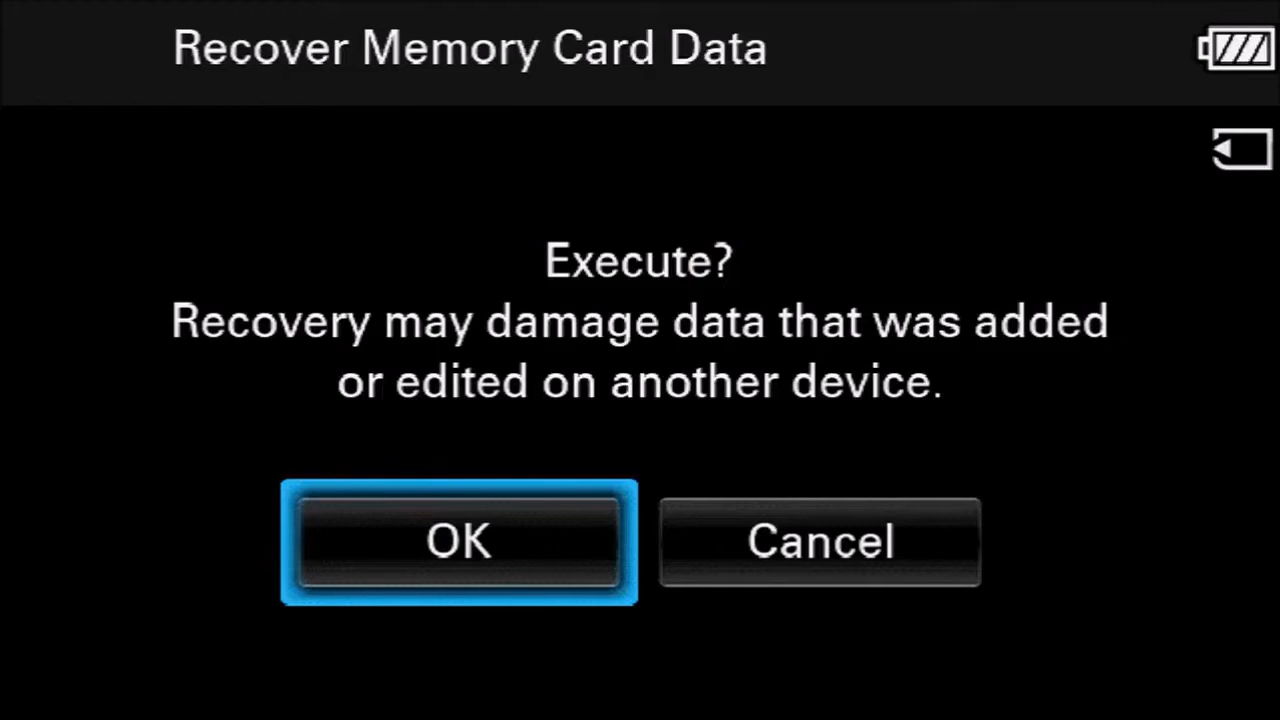 Recover Memory Card Data
Execute?
Recovery may damage data that was added
or edited on another device.
OK
Cancel